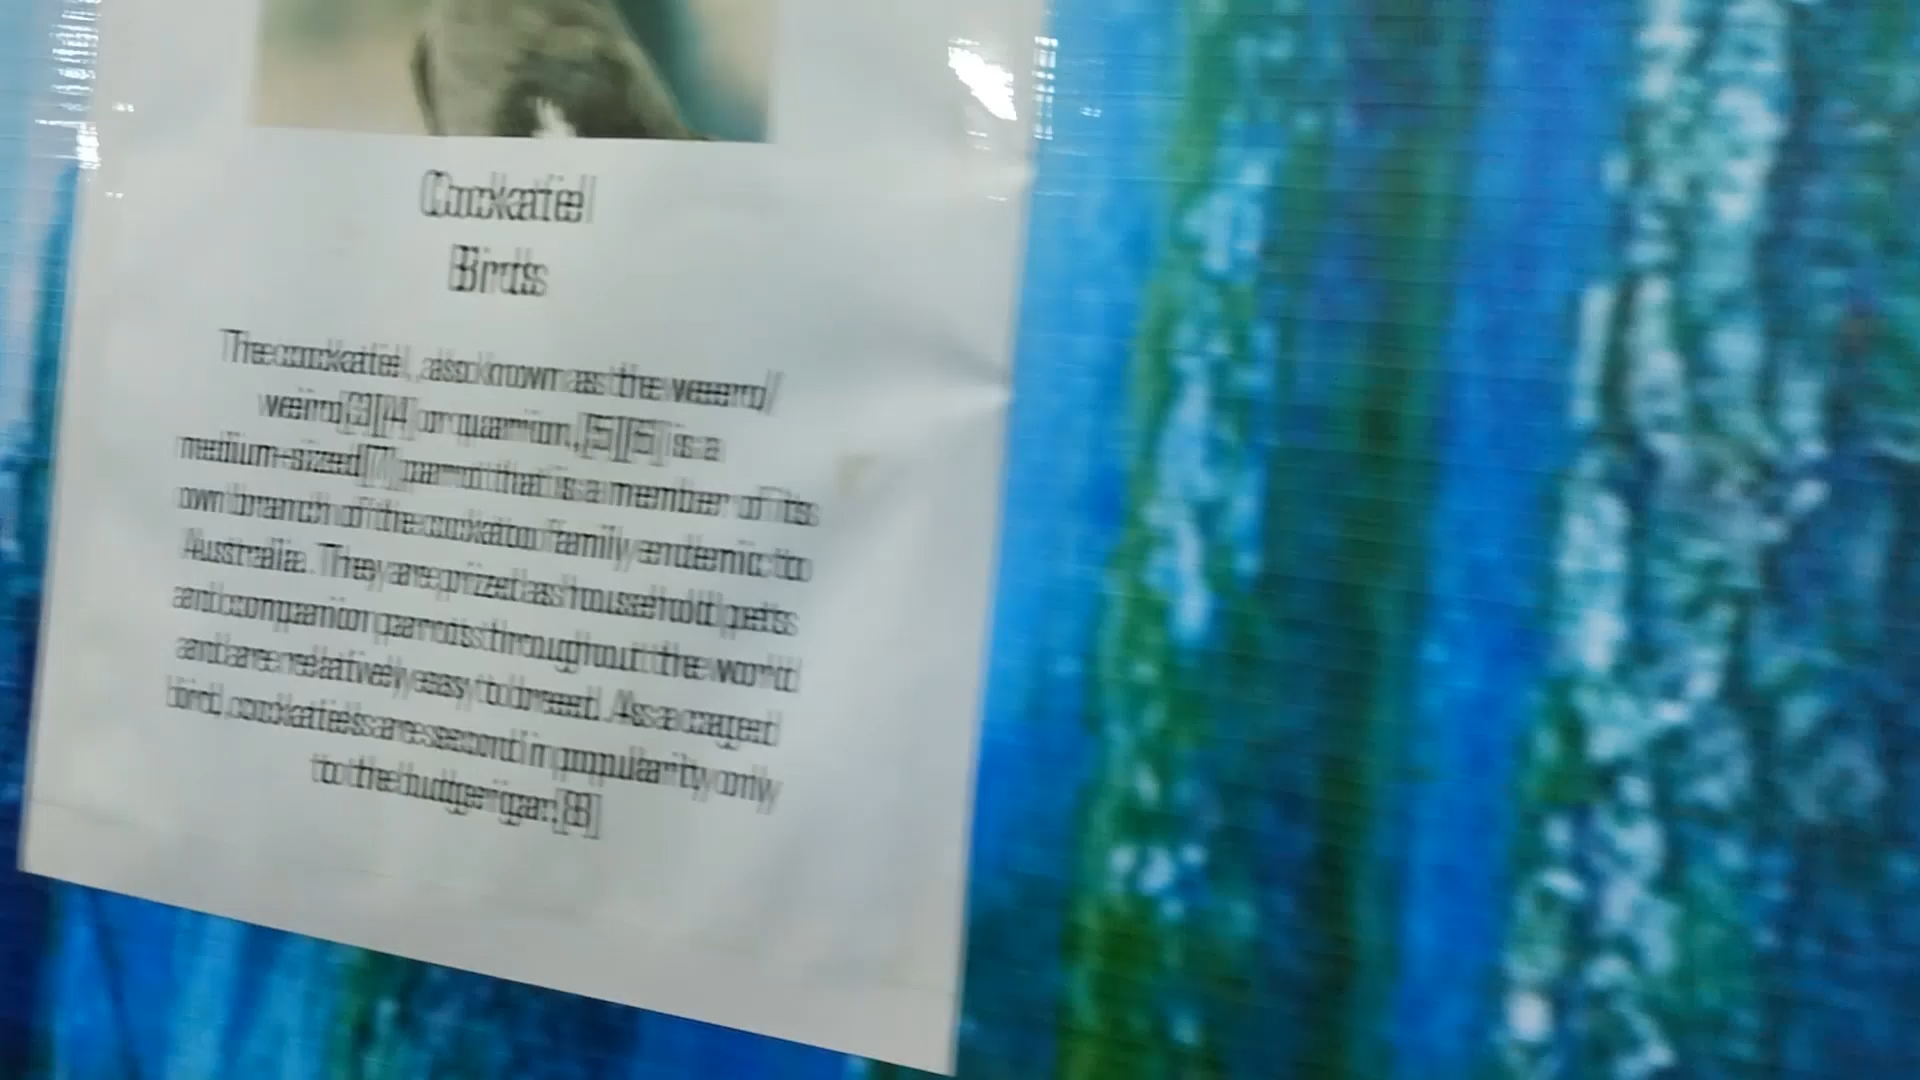 Cockatiel
Birds
The cockatiel, also known as the weero/
weiro[3][4] or quarrion,[5][6] is a
medium-sized[7] parrot that is a member of its
own branch of the cockatoo family endemic to
Australia. They are prized as household pets
and companion parrots throughout the world
and are relatively easy to breed. As a caged
bird, cockatiels are second in popularity only
to the budgerigar.[8]